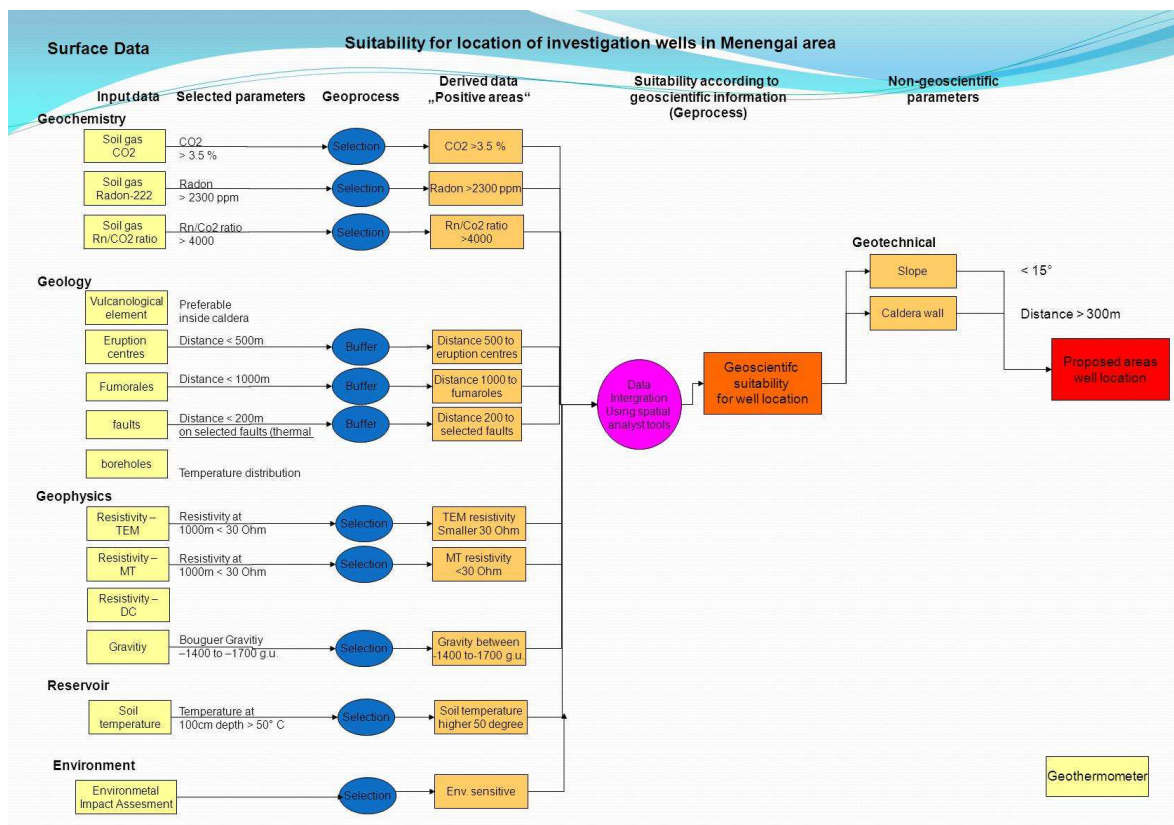 Surface Data
Suitability for location of investigation wells in Menengai area
Input data
Selected parameters
Geoprocess
Derived data
„Positive areas“
Suitability according to
geoscientific information
(Geprocess)
Non-geoscientific
parameters
Geochemistry
Soil gas
CO2
CO2
> 3.5 %
Selection
CO2 >3.5 %
Soil gas
Radon-222
Radon
> 2300 ppm
Selection
Radon >2300 ppm
Soil gas
Rn/CO2 ratio
Rn/Co2 ratio
> 4000
Selection
Rn/Co2 ratio
>4000
Geology
Vulcanological
element
Preferable
inside caldera
Eruption
centres
Distance < 500m
Buffer
Distance 500 to
eruption centres
Fumorales
Distance < 1000m
Buffer
Distance 1000 to
fumaroles
faults
Distance < 200m
on selected faults (thermal
Buffer
Distance 200 to
selected faults
boreholes
Temperature distribution
Geophysics
Resistivity –
TEM
Resistivity at
1000m < 30 Ohm
Selection
TEM resistivity
Smaller 30 Ohm
Resistivity –
MT
Resistivity at
1000m < 30 Ohm
Selection
MT resistivity
<30 Ohm
Resistivity –
DC
Gravitiy
Bouguer Gravitiy
–1400 to –1700 g.u.
Selection
Gravity between
-1400 to-1700 g.u.
Reservoir
Soil
temperature
Temperature at
100cm depth > 50° C
Selection
Soil temperature
higher 50 degree
Environment
Environmetal
Impact Assesment
Selection
Env. sensitive
Data
Intergration
Using spatial
analyst tools
Geoscientifc
suitability
for well location
Geotechnical
Slope
< 15°
Caldera wall
Distance > 300m
Proposed areas
well location
Geothermometer